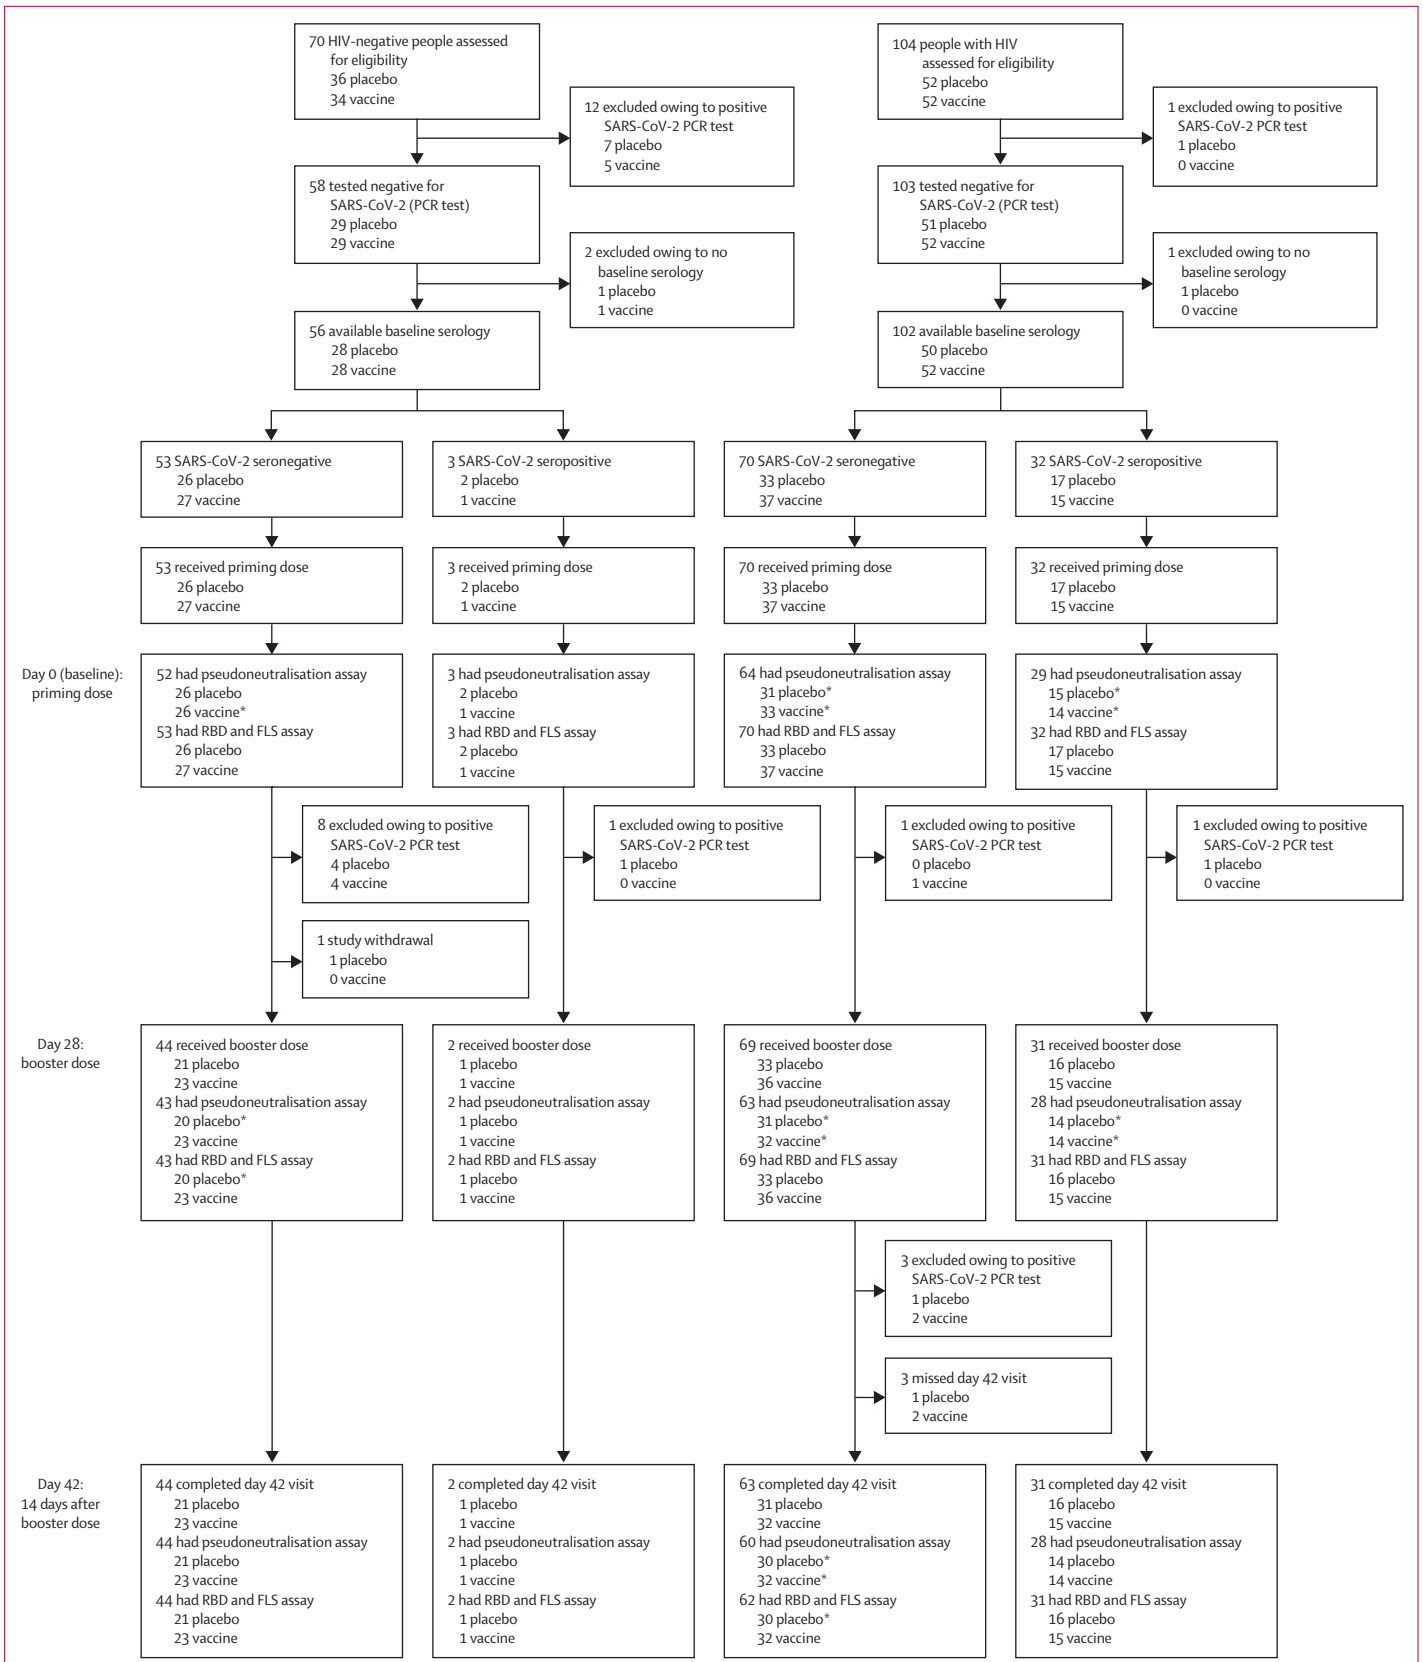 70 HIV-negative people assessed
for eligibility
36 placebo
34 vaccine
104 people with HIV
assessed for eligibility
52 placebo
52 vaccine
12 excluded owing to positive
SARS-CoV-2 PCR test
7 placebo
5 vaccine
1 excluded owing to positive
SARS-CoV-2 PCR test
1 placebo
0 vaccine
58 tested negative for
SARS-CoV-2 (PCR test)
29 placebo
29 vaccine
103 tested negative for
SARS-CoV-2 (PCR test)
51 placebo
52 vaccine
2 excluded owing to no
baseline serology
1 placebo
1 vaccine
1 excluded owing to no
baseline serology
1 placebo
0 vaccine
56 available baseline serology
28 placebo
28 vaccine
102 available baseline serology
50 placebo
52 vaccine
53 SARS-CoV-2 seronegative
26 placebo
27 vaccine
3 SARS-CoV-2 seropositive
2 placebo
1 vaccine
70 SARS-CoV-2 seronegative
33 placebo
37 vaccine
32 SARS-CoV-2 seropositive
17 placebo
15 vaccine
53 received priming dose
26 placebo
27 vaccine
3 received priming dose
2 placebo
1 vaccine
70 received priming dose
33 placebo
37 vaccine
32 received priming dose
17 placebo
15 vaccine
Day 0 (baseline):
priming dose
52 had pseudoneutralisation assay
26 placebo
26 vaccine*
53 had RBD and FLS assay
26 placebo
27 vaccine
3 had pseudoneutralisation assay
2 placebo
1 vaccine
3 had RBD and FLS assay
2 placebo
1 vaccine
64 had pseudoneutralisation assay
31 placebo*
33 vaccine*
70 had RBD and FLS assay
33 placebo
37 vaccine
29 had pseudoneutralisation assay
15 placebo*
14 vaccine*
32 had RBD and FLS assay
17 placebo
15 vaccine
8 excluded owing to positive
SARS-CoV-2 PCR test
4 placebo
4 vaccine
1 excluded owing to positive
SARS-CoV-2 PCR test
1 placebo
0 vaccine
1 excluded owing to positive
SARS-CoV-2 PCR test
0 placebo
1 vaccine
1 excluded owing to positive
SARS-CoV-2 PCR test
1 placebo
0 vaccine
1 study withdrawal
1 placebo
0 vaccine
Day 28:
booster dose
44 received booster dose
21 placebo
23 vaccine
43 had pseudoneutralisation assay
20 placebo*
23 vaccine
43 had RBD and FLS assay
20 placebo*
23 vaccine
2 received booster dose
1 placebo
1 vaccine
2 had pseudoneutralisation assay
1 placebo
1 vaccine
2 had RBD and FLS assay
1 placebo
1 vaccine
69 received booster dose
33 placebo
36 vaccine
63 had pseudoneutralisation assay
31 placebo*
32 vaccine*
69 had RBD and FLS assay
33 placebo
36 vaccine
31 received booster dose
16 placebo
15 vaccine
28 had pseudoneutralisation assay
14 placebo*
14 vaccine*
31 had RBD and FLS assay
16 placebo
15 vaccine
3 excluded owing to positive
SARS-CoV-2 PCR test
1 placebo
2 vaccine
3 missed day 42 visit
1 placebo
2 vaccine
Day 42:
14 days after
booster dose
44 completed day 42 visit
21 placebo
23 vaccine
44 had pseudoneutralisation assay
21 placebo
23 vaccine
44 had RBD and FLS assay
21 placebo
23 vaccine
2 completed day 42 visit
1 placebo
1 vaccine
2 had pseudoneutralisation assay
1 placebo
1 vaccine
2 had RBD and FLS assay
1 placebo
1 vaccine
63 completed day 42 visit
31 placebo
32 vaccine
60 had pseudoneutralisation assay
30 placebo*
32 vaccine*
62 had RBD and FLS assay
30 placebo*
32 vaccine
31 completed day 42 visit
16 placebo
15 vaccine
28 had pseudoneutralisation assay
14 placebo
14 vaccine
31 had RBD and FLS assay
16 placebo
15 vaccine